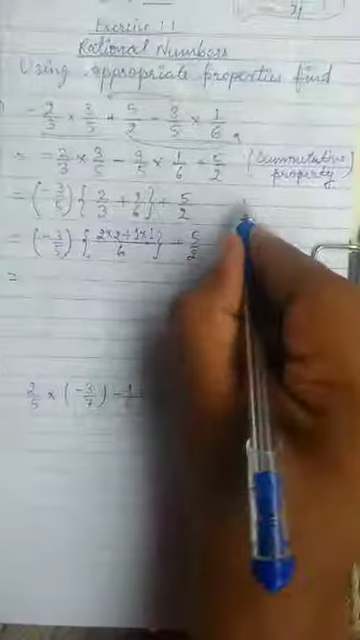 Exercise 1.1
Rational Numbers
Using appropriate properties find
-2/3 × 3/5 + 5/2 - 3/5 × 1/6
= -2/3 × 3/5 - 3/5 × 1/6 + 5/2 (Commutative property)
= (-3/5) {2/3 + 1/6} + 5/2
= (-3/5) {2×2+1×1/6} + 5/2
=
2/5 × (-3/7) - 1